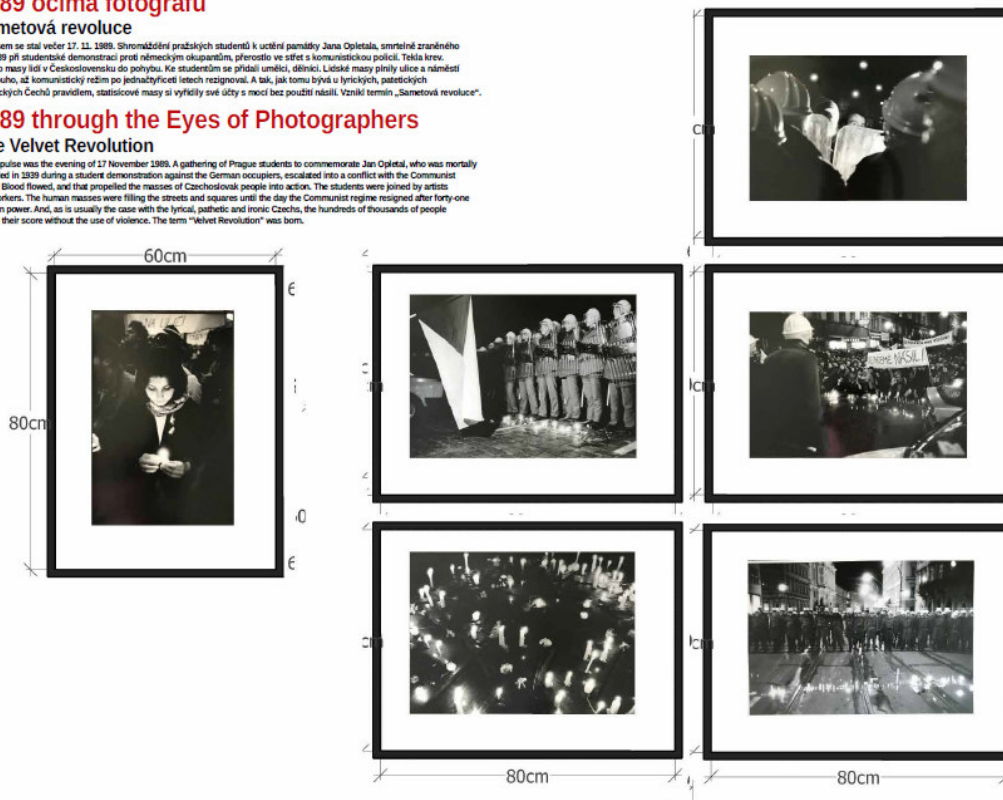 89 očima fotografů
metová revoluce
em se stal večer 17. 11. 1989. Shromáždění pražských studentů k uctění památky Jana Opletala, smrtelně zraněného
39 při studentské demonstraci proti německým okupantům, přerostlo ve střet s komunistickou policií. Tekla krev.
o masy lidí v Československu do pohybu. Ke studentům se přidali umělci, dělníci. Lidské masy plnily ulice a náměstí
ouho, až komunistický režim po jednačtyřiceti letech rezignoval. A tak, jak tomu bývá u lyrických, patetických
ckých Čechů pravidlem, statisícové masy si vyřídily své účty s mocí bez použití násilí. Vznikl termín „Sametová revoluce“.
89 through the Eyes of Photographers
e Velvet Revolution
pulse was the evening of 17 November 1989. A gathering of Prague students to commemorate Jan Opletal, who was mortally
ed in 1939 during a student demonstration against the German occupiers, escalated into a conflict with the Communist
Blood flowed, and that propelled the masses of Czechoslovak people into action. The students were joined by artists
orkers. The human masses were filling the streets and squares until the day the Communist regime resigned after forty-one
n power. And, as is usually the case with the lyrical, pathetic and ironic Czechs, the hundreds of thousands of people
their score without the use of violence. The term “Velvet Revolution” was born.
cm
60cm
80cm
cm
cm
NÁSILÍ!
cm
cm
80cm
80cm